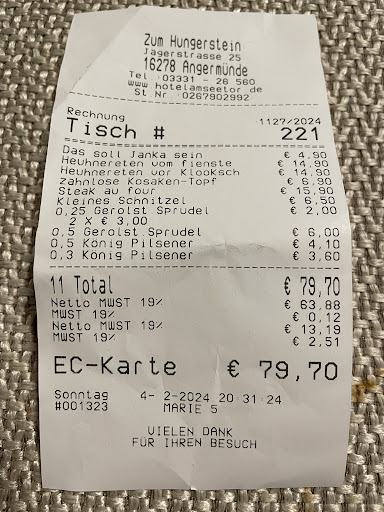 Zum Hungerstein
Jägerstrasse 25
16278 Angermünde
Tel. 03331 - 26 560
www hotelamseetor de
St Nr 0267902992
Rechnung 1127/2024
Tisch # 221
Das soll Janka sein € 4,90
Heuhnereten vom fienste € 14,90
Heuhnereten vor Klooksch € 14,90
zahnlose Kosaken-Topf € 6,90
Steak au four € 15,90
Kleines Schnitzel € 6,50
0,25 Gerolst Sprudel € 2,00
2 X € 3,00
0,5 Gerolst.Sprudel € 6,00
0,5 König Pilsener € 4,10
0,3 König Pilsener € 3,60
11 Total € 79,70
Netto MWST 19% € 63,88
MWST 19% € 0,12
Netto MWST 19% € 13,19
MWST 19% € 2,51
EC-Karte € 79,70
Sonntag 4- 2-2024 20 31 24
#001323 MARIE 5
VIELEN DANK
FÜR IHREN BESUCH